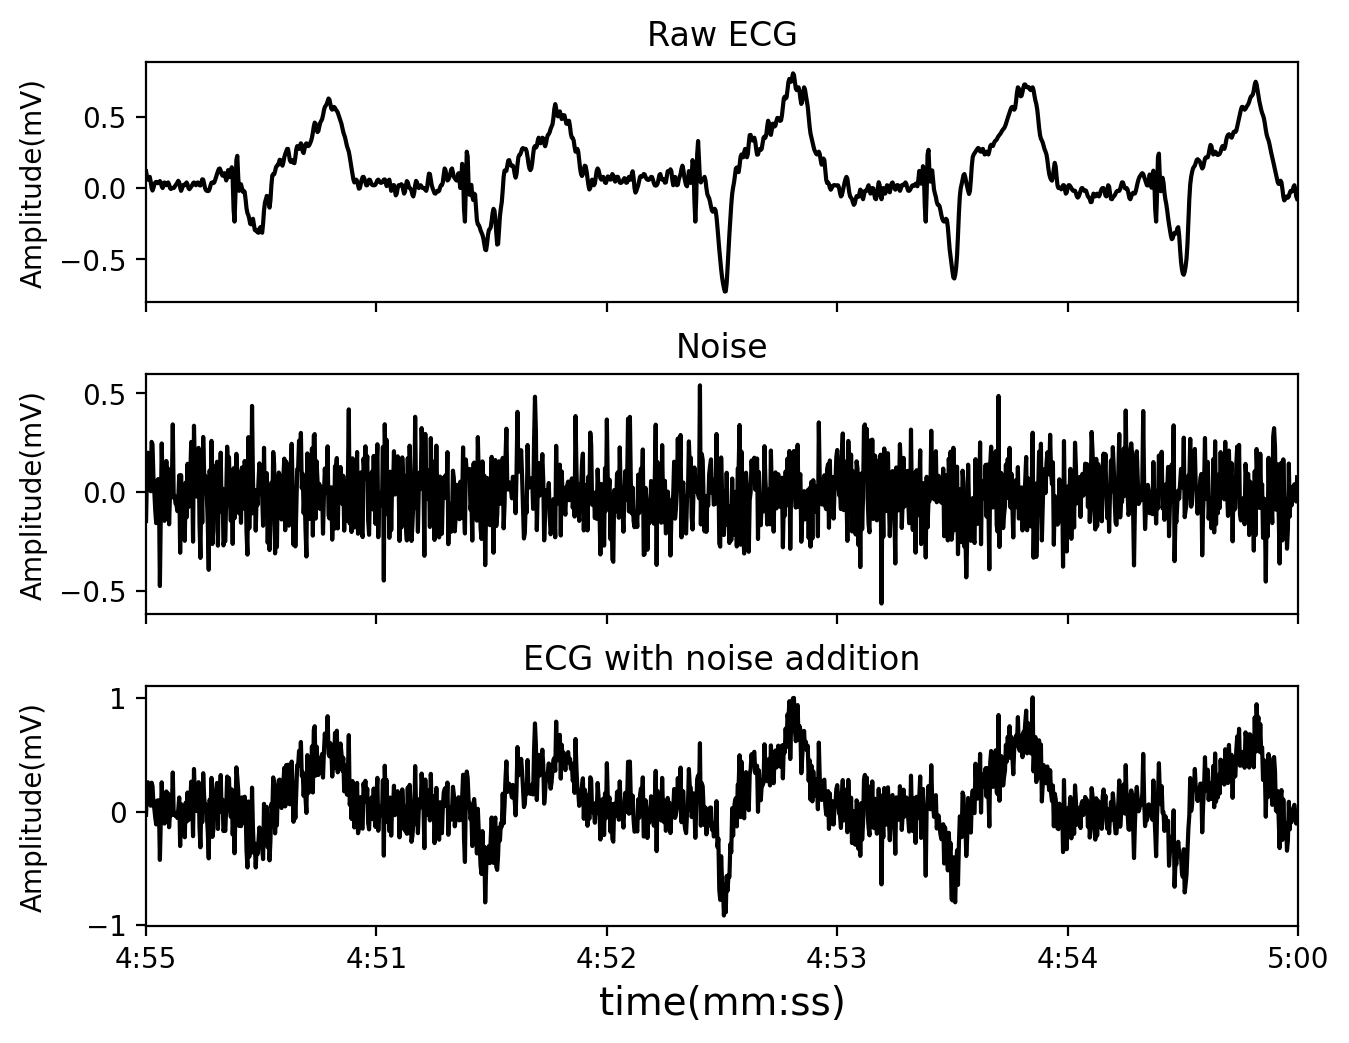 Raw ECG
Amplitude(mV)
0.5
0.0
−0.5
Noise
Amplitude(mV)
0.5
0.0
−0.5
ECG with noise addition
Amplitude(mV)
1
0
−1
4:55 4:51 4:52 4:53 4:54 5:00
time(mm:ss)